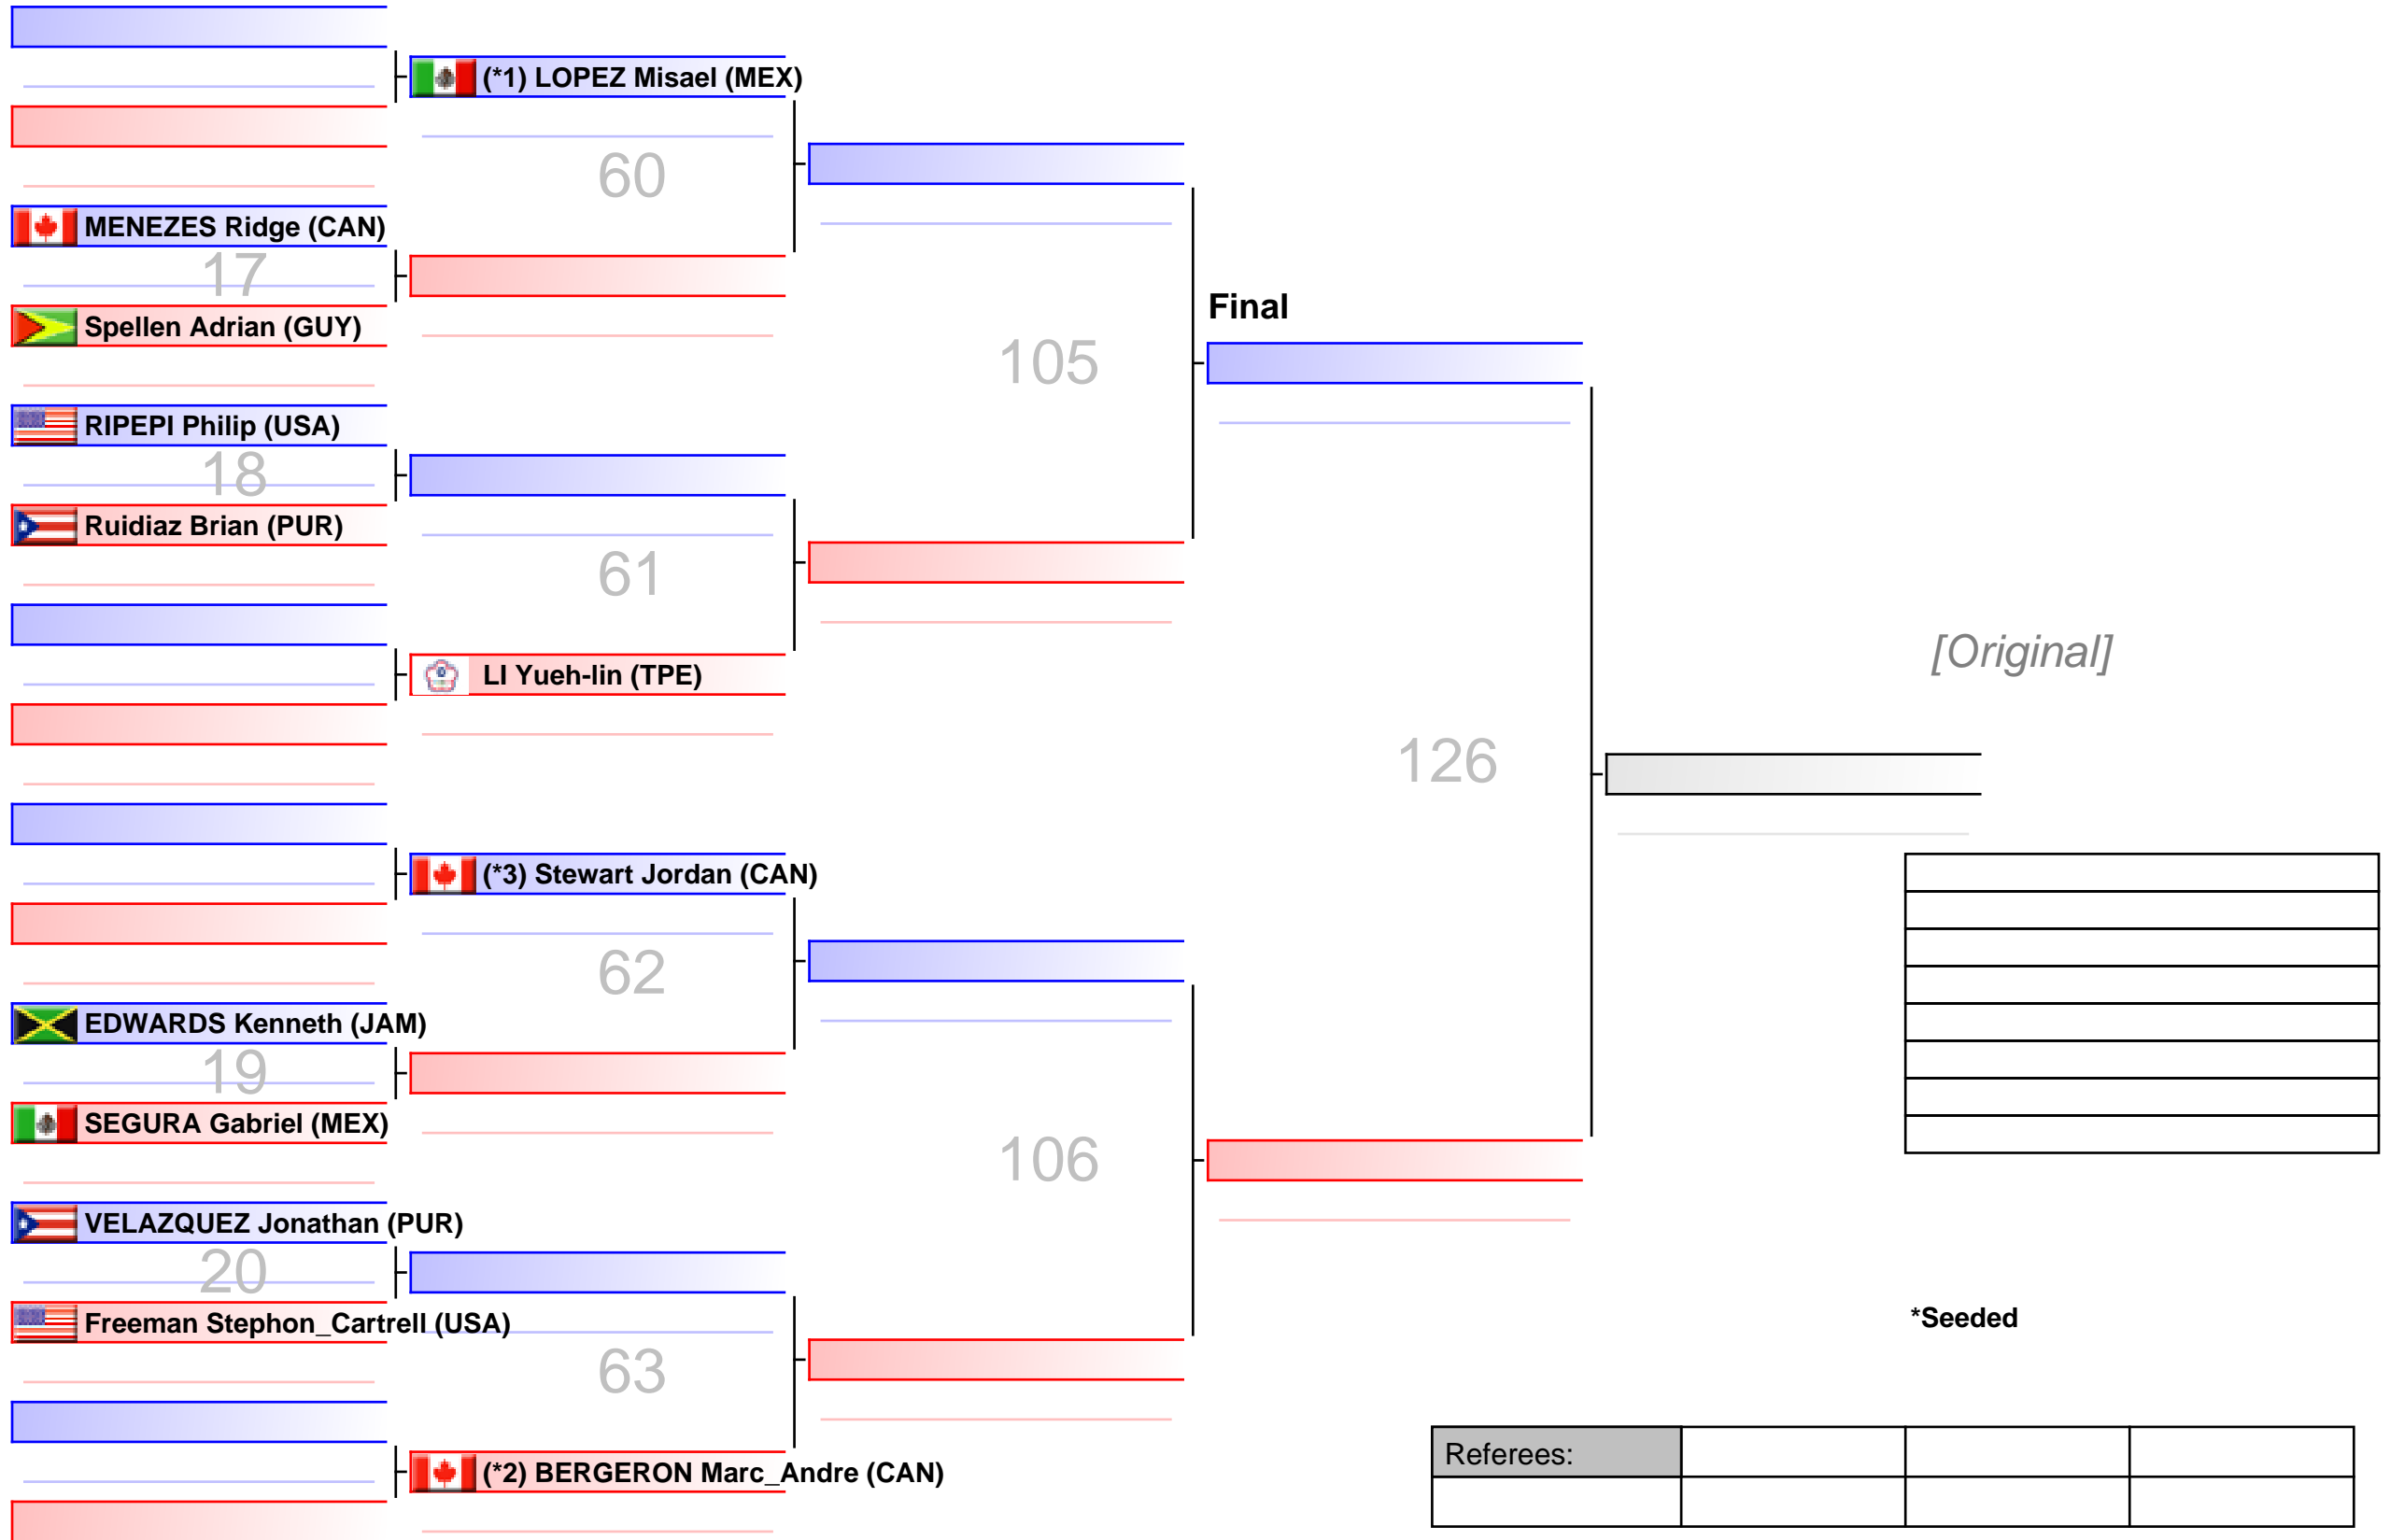 (*1) LOPEZ Misael (MEX)
60
MENEZES Ridge (CAN)
17
Spellen Adrian (GUY)
Final
105
RIPEPI Philip (USA)
18
Ruidiaz Brian (PUR)
61
[Original]
LI Yueh-lin (TPE)
126
(*3) Stewart Jordan (CAN)
62
EDWARDS Kenneth (JAM)
19
SEGURA Gabriel (MEX)
106
VELAZQUEZ Jonathan (PUR)
20
Freeman Stephon_Cartrell (USA)
*Seeded
63
Referees:
(*2) BERGERON Marc_Andre (CAN)